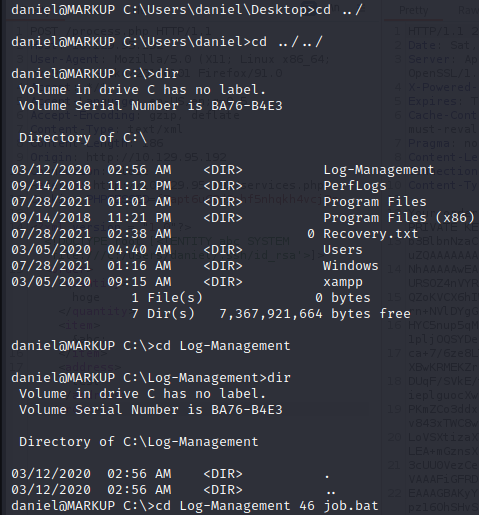 daniel@MARKUP C:\Users\daniel\Desktop>cd ../
daniel@MARKUP C:\Users\daniel>cd ../../
daniel@MARKUP C:\>dir
 Volume in drive C has no label.
 Volume Serial Number is BA76-B4E3
 Directory of C:\
03/12/2020  02:56 AM    <DIR>          Log-Management
09/14/2018  11:12 PM    <DIR>          PerfLogs
07/28/2021  01:01 AM    <DIR>          Program Files
09/14/2018  11:21 PM    <DIR>          Program Files (x86)
07/28/2021  02:38 AM                 0 Recovery.txt
03/05/2020  04:40 AM    <DIR>          Users
07/28/2021  01:16 AM    <DIR>          Windows
03/05/2020  09:15 AM    <DIR>          xampp
               1 File(s)              0 bytes
               7 Dir(s)   7,367,921,664 bytes free
daniel@MARKUP C:\>cd Log-Management
daniel@MARKUP C:\Log-Management>dir
 Volume in drive C has no label.
 Volume Serial Number is BA76-B4E3
 Directory of C:\Log-Management
03/12/2020  02:56 AM    <DIR>          .
03/12/2020  02:56 AM    <DIR>          ..
daniel@MARKUP C:\>cd Log-Management 46 job.bat